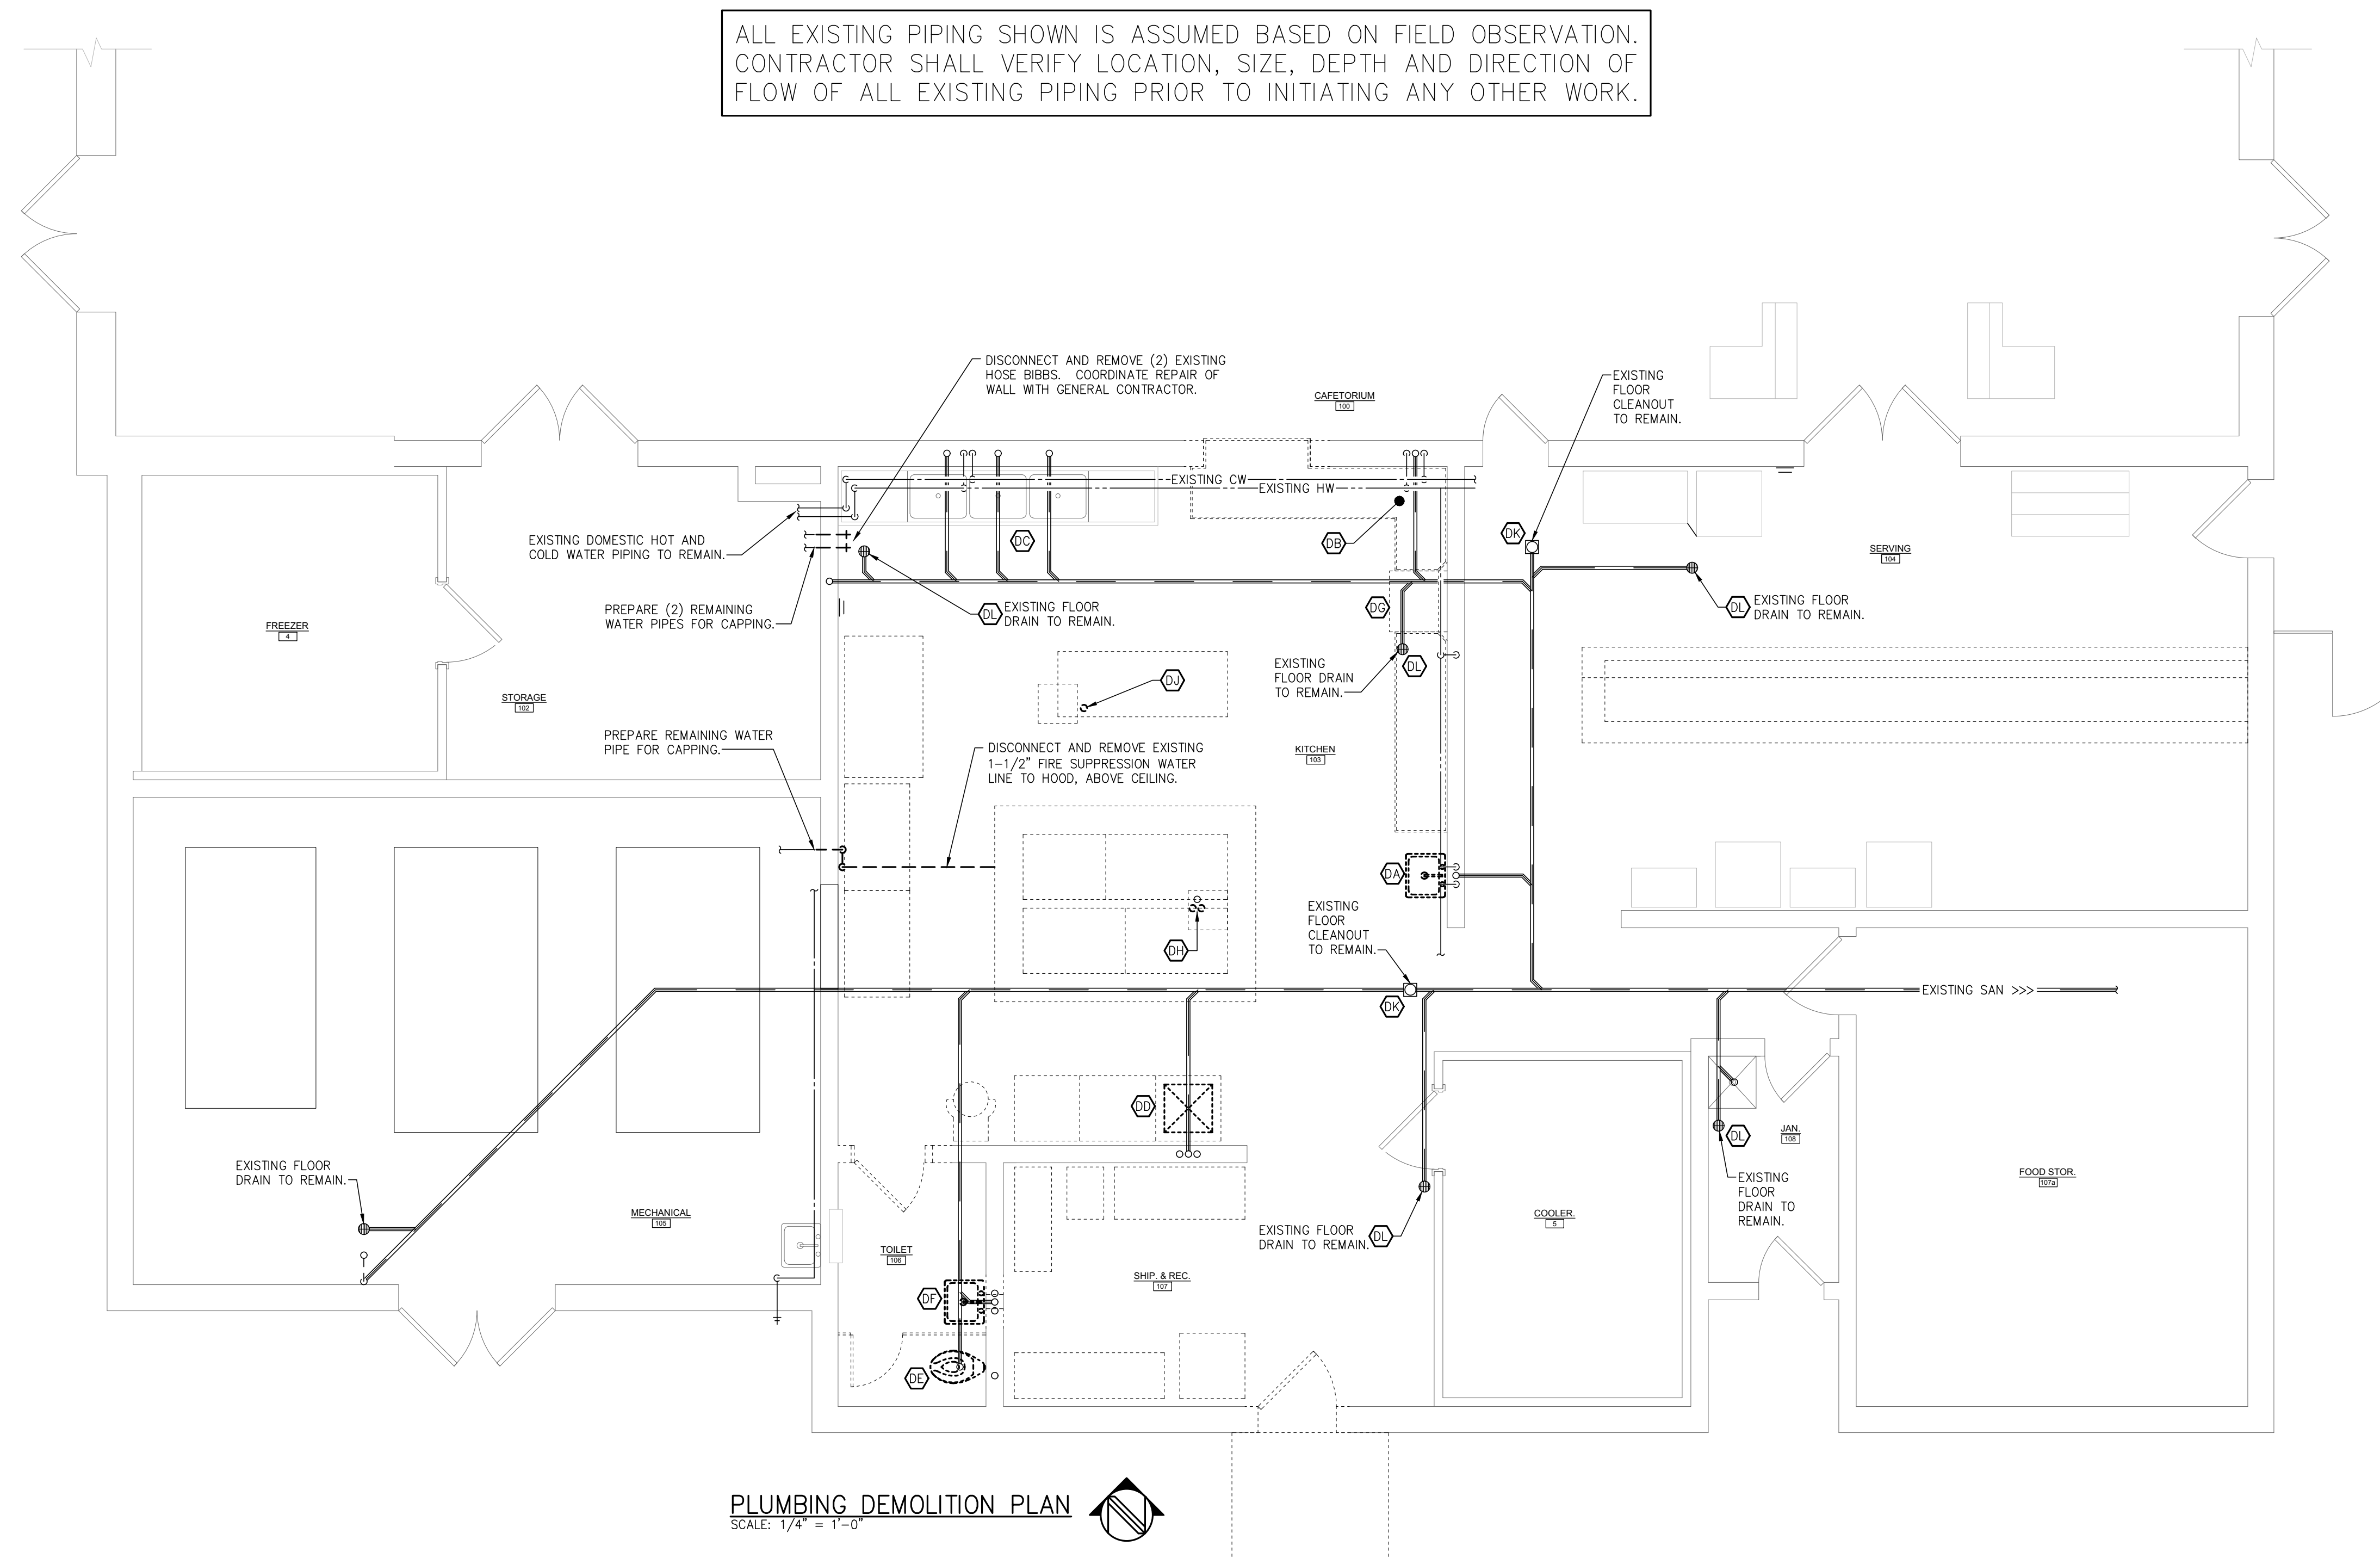 ALL EXISTING PIPING SHOWN IS ASSUMED BASED ON FIELD OBSERVATION.
CONTRACTOR SHALL VERIFY LOCATION, SIZE, DEPTH AND DIRECTION OF
FLOW OF ALL EXISTING PIPING PRIOR TO INITIATING ANY OTHER WORK.
DISCONNECT AND REMOVE (2) EXISTING
HOSE BIBBS. COORDINATE REPAIR OF
WALL WITH GENERAL CONTRACTOR.
CAFETORIUM
100
EXISTING
FLOOR
CLEANOUT
TO REMAIN.
EXISTING CW
EXISTING HW
EXISTING DOMESTIC HOT AND
COLD WATER PIPING TO REMAIN.
DC
DB
DK
SERVING
104
PREPARE (2) REMAINING
WATER PIPES FOR CAPPING.
DL
EXISTING FLOOR
DRAIN TO REMAIN.
DG
DL
EXISTING FLOOR
DRAIN TO REMAIN.
FREEZER
4
EXISTING
FLOOR DRAIN
TO REMAIN.
DL
DJ
STORAGE
102
PREPARE REMAINING WATER
PIPE FOR CAPPING.
DISCONNECT AND REMOVE EXISTING
1-1/2" FIRE SUPPRESSION WATER
LINE TO HOOD, ABOVE CEILING.
KITCHEN
103
DA
EXISTING
FLOOR
CLEANOUT
TO REMAIN.
DH
DK
EXISTING SAN >>>
DD
DL
JAN.
108
EXISTING FLOOR
DRAIN TO REMAIN.
EXISTING
FLOOR
DRAIN TO
REMAIN.
FOOD STOR.
107a
MECHANICAL
105
COOLER.
5
EXISTING FLOOR
DRAIN TO REMAIN.
DL
TOILET
106
SHIP. & REC.
107
DF
DE
PLUMBING DEMOLITION PLAN
SCALE: 1/4" = 1'-0"
N